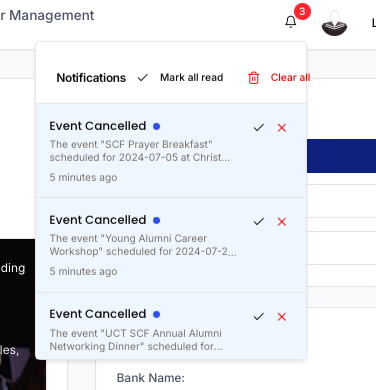 r Management
3
L
Notifications Mark all read Clear all
Event Cancelled
The event "SCF Prayer Breakfast"
scheduled for 2024-07-05 at Christ...
5 minutes ago
Event Cancelled
The event "Young Alumni Career
Workshop" scheduled for 2024-07-2...
5 minutes ago
ding
Event Cancelled
The event "UCT SCF Annual Alumni
Networking Dinner" scheduled for...
les,
Bank Name: